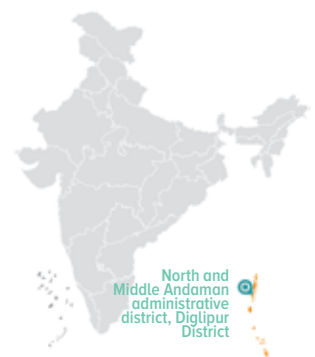 North and
Middle Andaman
administrative
district, Diglipur
District